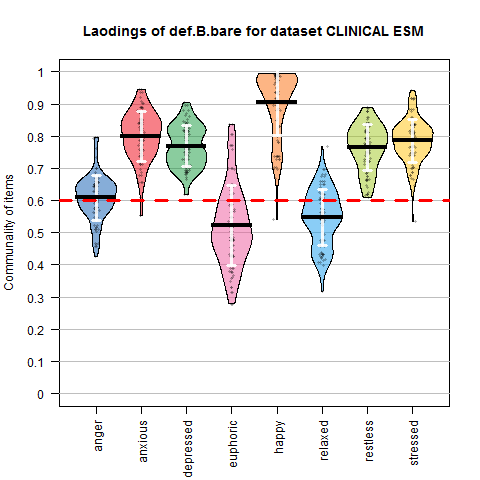 Laodings of def.B.bare for dataset CLINICAL ESM
Communality of items
1
0.9
0.8
0.7
0.6
0.5
0.4
0.3
0.2
0.1
0
anger
anxious
depressed
euphoric
happy
relaxed
restless
stressed